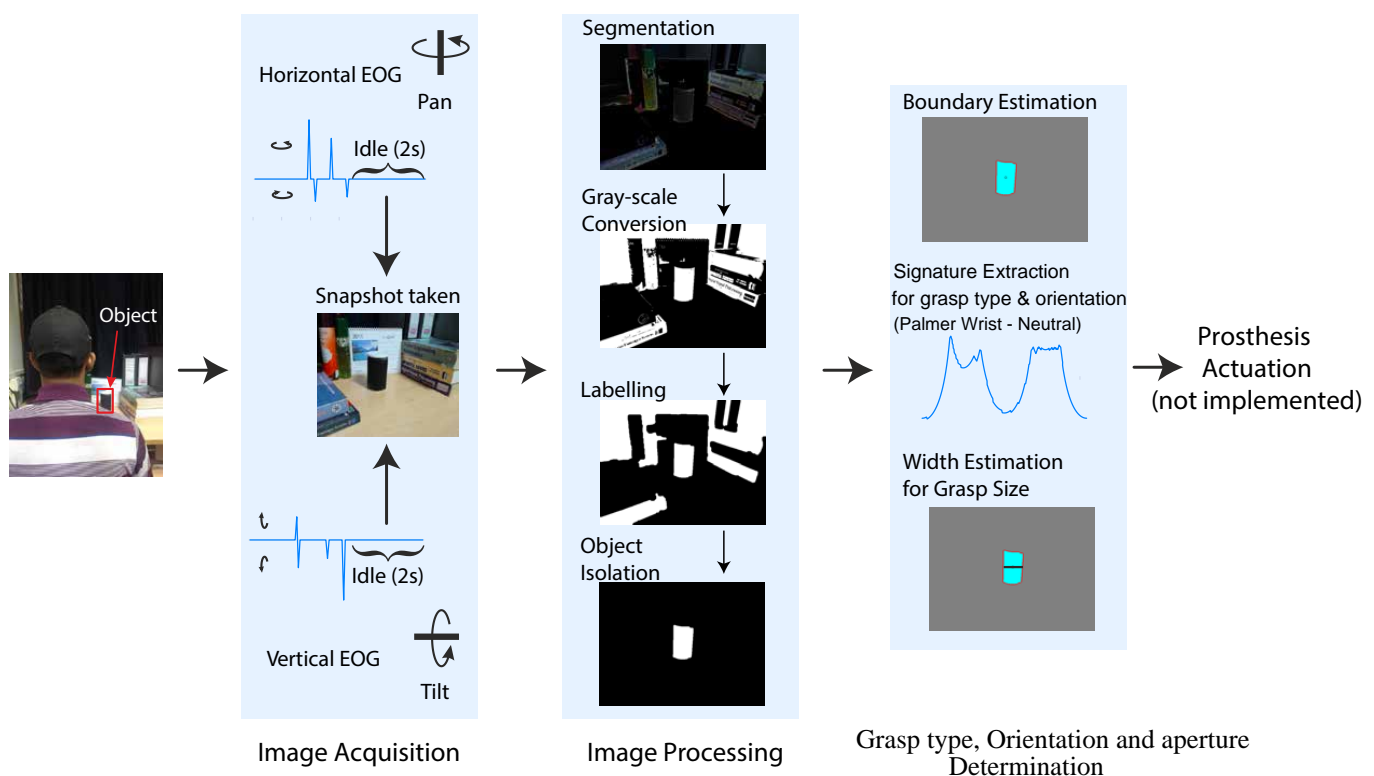 Object
Horizontal EOG
Pan
Idle (2s)
Snapshot taken
Idle (2s)
Vertical EOG
Tilt
Image Acquisition
Segmentation
Gray-scale
Conversion
Labelling
Object
Isolation
Image Processing
Boundary Estimation
Signature Extraction
for grasp type & orientation
(Palmer Wrist - Neutral)
Width Estimation
for Grasp Size
Grasp type, Orientation and aperture
Determination
Prosthesis
Actuation
(not implemented)